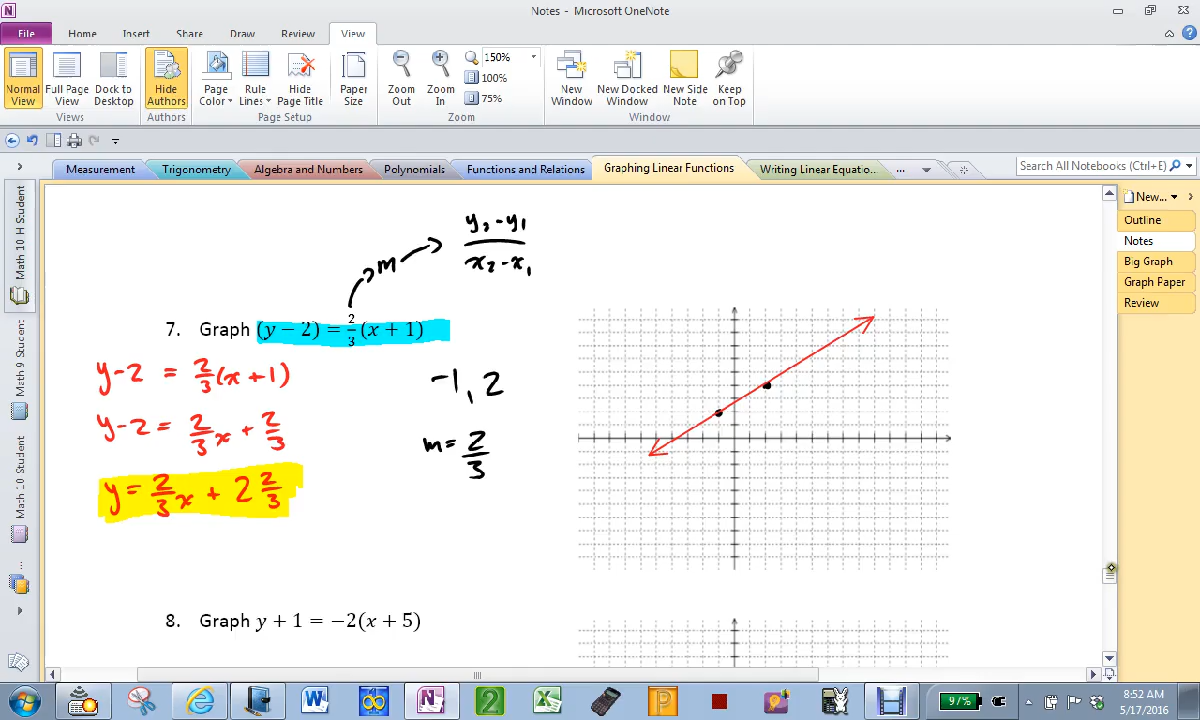 Notes - Microsoft OneNote
File Home Insert Share Draw Review View
Normal View
Full Page View
Dock to Desktop
Views
Hide Authors
Authors
Page Color
Rule Lines
Hide Page Title
Page Setup
Paper Size
Zoom Out
Zoom In
150%
100%
75%
Zoom
New Window
New Docked Window
New Side Note
Keep on Top
Window
Measurement Trigonometry Algebra and Numbers Polynomials Functions and Relations Graphing Linear Functions Writing Linear Equatio... ...
Search All Notebooks (Ctrl+E)
New...
Outline
Notes
Big Graph
Graph Paper
Review
Math 10 H Student
Math 9 Student
Math 10 Student
m
y₂ - y₁
x₂ - x₁
7. Graph (y − 2) = 2/3 (x + 1)
y-2 = 2/3(x+1)
y-2 = 2/3x + 2/3
y = 2/3x + 2 2/3
-1, 2
m = 2/3
8. Graph y + 1 = −2(x + 5)
97%
8:52 AM
5/17/2016